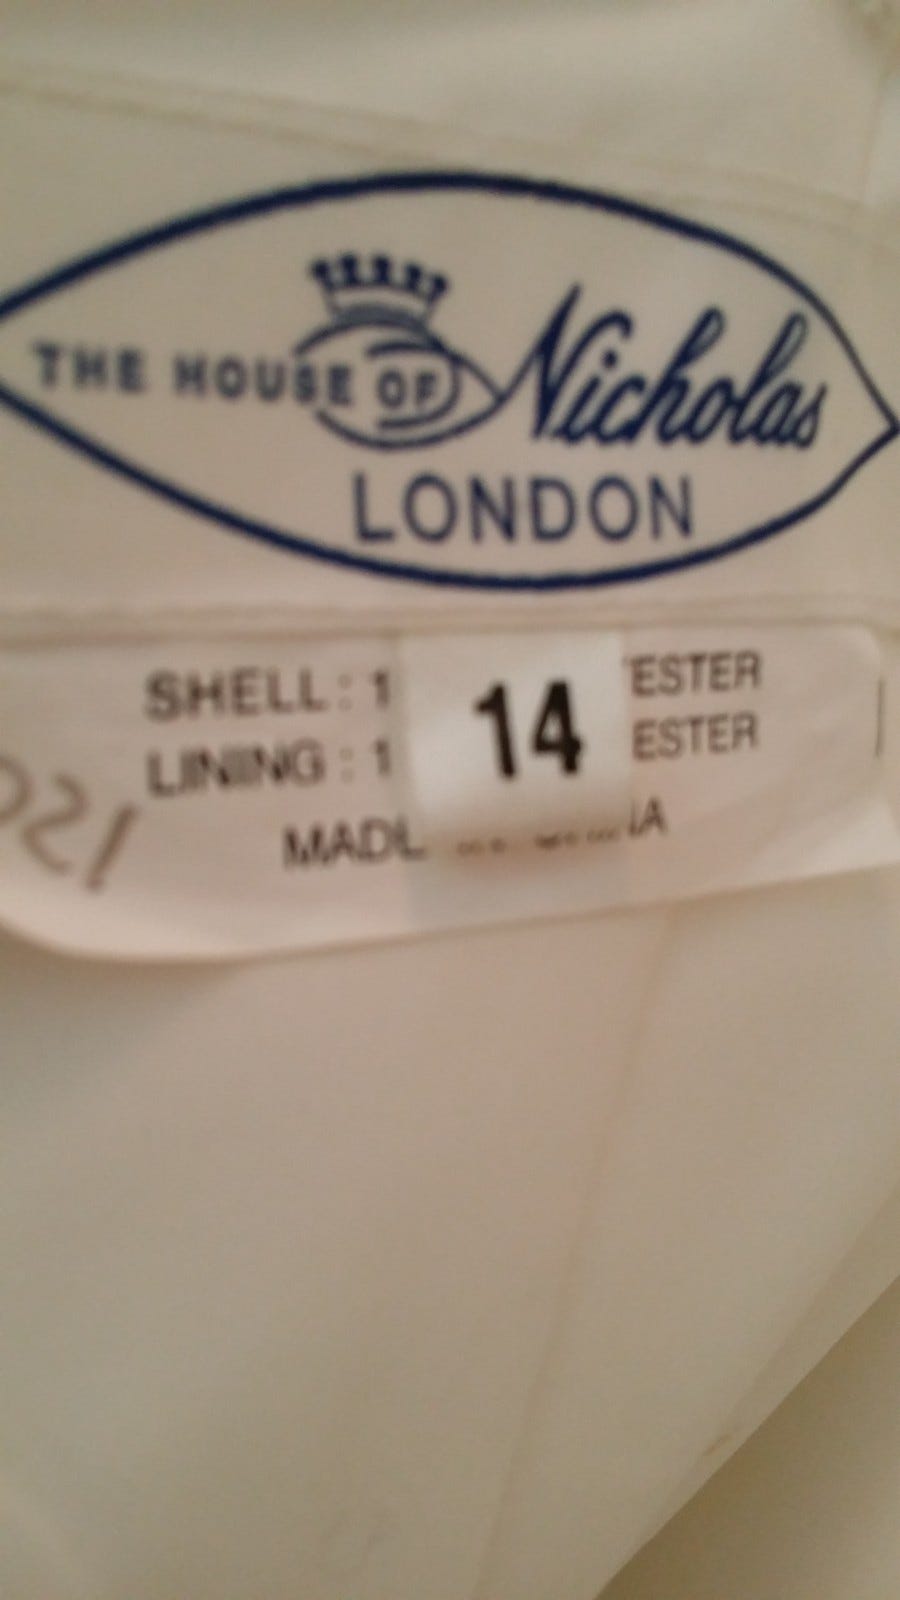 THE HOUSE OF Nicholas
LONDON
SHELL : 1 14 ESTER
LINING : 1 ESTER
MADE